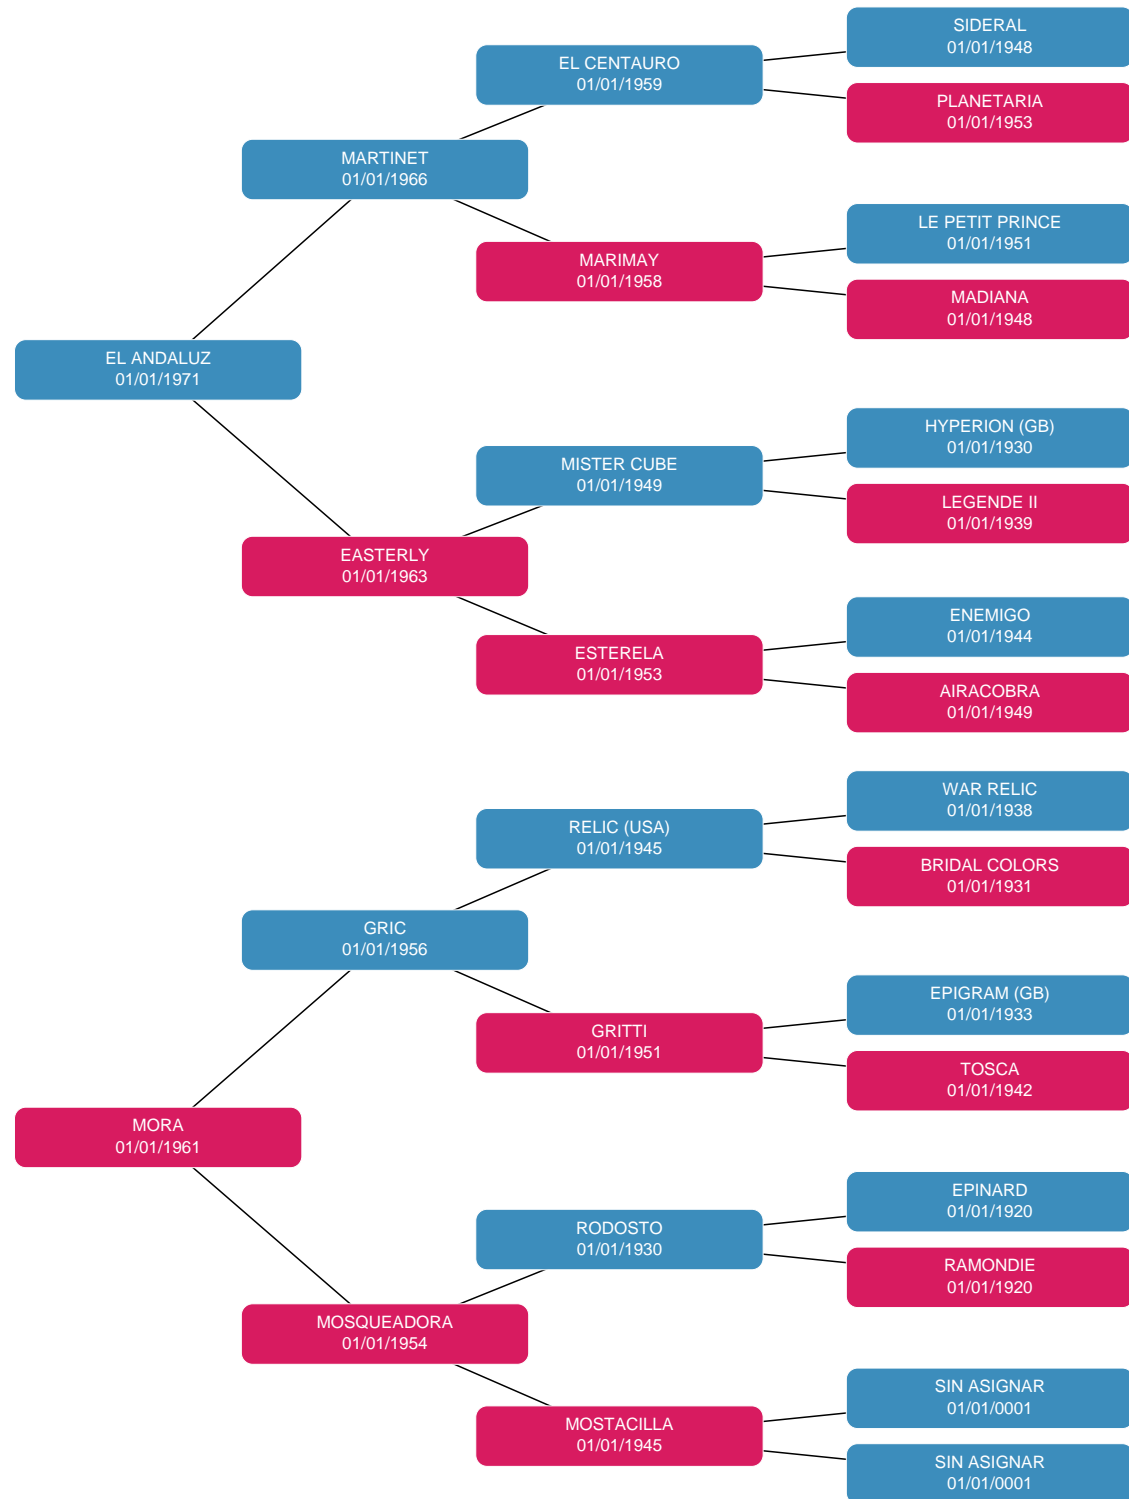 SIDERAL
01/01/1948
EL CENTAURO
01/01/1959
PLANETARIA
01/01/1953
MARTINET
01/01/1966
LE PETIT PRINCE
01/01/1951
MARIMAY
01/01/1958
MADIANA
01/01/1948
EL ANDALUZ
01/01/1971
HYPERION (GB)
01/01/1930
MISTER CUBE
01/01/1949
LEGENDE II
01/01/1939
EASTERLY
01/01/1963
ENEMIGO
01/01/1944
ESTERELA
01/01/1953
AIRACOBRA
01/01/1949
WAR RELIC
01/01/1938
RELIC (USA)
01/01/1945
BRIDAL COLORS
01/01/1931
GRIC
01/01/1956
EPIGRAM (GB)
01/01/1933
GRITTI
01/01/1951
TOSCA
01/01/1942
MORA
01/01/1961
EPINARD
01/01/1920
RODOSTO
01/01/1930
RAMONDIE
01/01/1920
MOSQUEADORA
01/01/1954
SIN ASIGNAR
01/01/0001
MOSTACILLA
01/01/1945
SIN ASIGNAR
01/01/0001